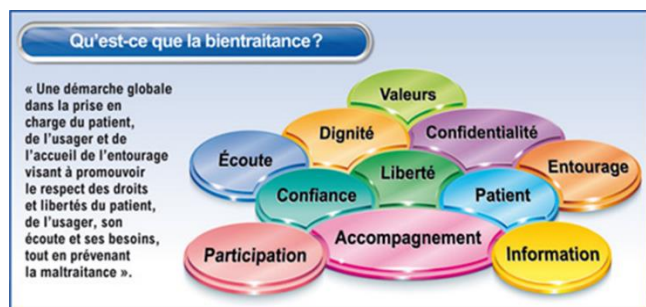 Qu'est-ce que la bientraitance ?
« Une démarche globale
dans la prise en
charge du patient,
de l'usager et de
l'accueil de l'entourage
visant à promouvoir
le respect des droits
et libertés du patient,
de l'usager, son
écoute et ses besoins,
tout en prévenant
la maltraitance ».
Valeurs
Dignité
Confidentialité
Écoute
Liberté
Entourage
Confiance
Patient
Participation
Accompagnement
Information